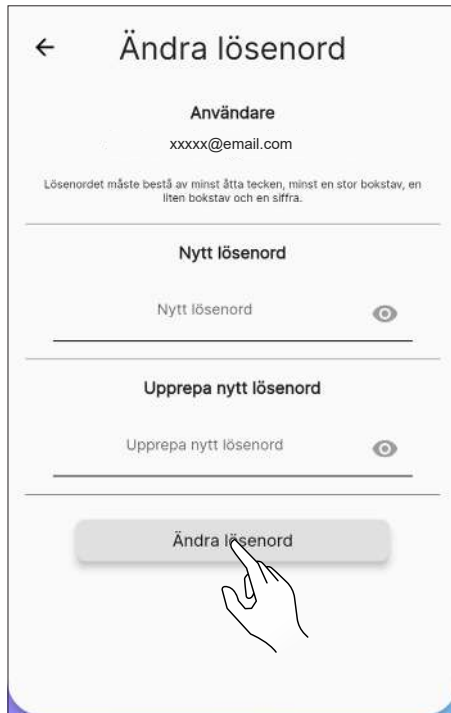 Ändra lösenord
Användare
xxxxx@email.com
Lösenordet måste bestå av minst åtta tecken, minst en stor bokstav, en
liten bokstav och en siffra.
Nytt lösenord
Nytt lösenord
Upprepa nytt lösenord
Upprepa nytt lösenord
Ändra lösenord